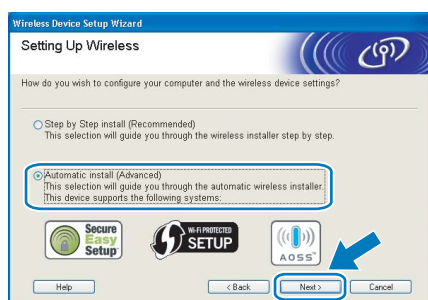 Wireless Device Setup Wizard
Setting Up Wireless
How do you wish to configure your computer and the wireless device settings?
Step by Step install (Recommended)
This selection will guide you through the wireless installer step by step.
Automatic install (Advanced)
This selection will guide you through the automatic wireless installer.
This device supports the following systems:
Secure
Easy
Setup
WI-FI PROTECTED
SETUP
AOSS™
Help
< Back
Next >
Cancel